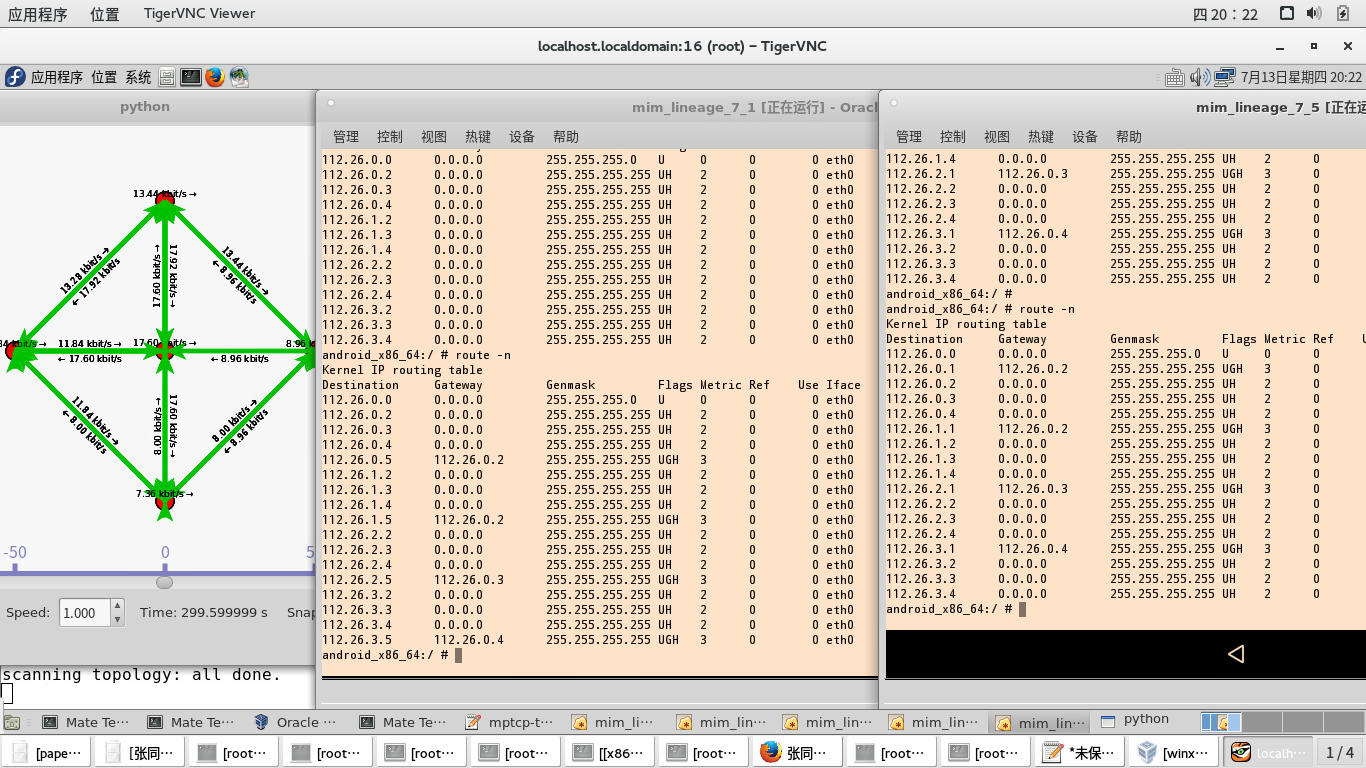 应用程序 位置 TigerVNC Viewer 四 20：22
localhost.localdomain:16 (root) – TigerVNC
应用程序 位置 系统 7月13日星期四 20:22
python
13.44 kbit/s →
13.28 kbit/s →
← 17.92 kbit/s
17.60 kbit/s →
17.92 kbit/s →
13.44 kbit/s →
← 8.96 kbit/s
84 kbit/s →
11.84 kbit/s →
← 17.60 kbit/s
17.60 kbit/s →
8.96 k
← 8.96 kbit/s
11.84 kbit/s →
← 8.00 kbit/s
8.00 kbit/s →
17.60 kbit/s →
8.00 kbit/s →
← 8.96 kbit/s
7.36 kbit/s →
-50 0 5
Speed: 1.000 Time: 299.599999 s Snap
scanning topology: all done.
mim_lineage_7_1 [正在运行] - Oracl
管理 控制 视图 热键 设备 帮助
112.26.0.0 0.0.0.0 255.255.255.0 U 0 0 0 eth0
112.26.0.2 0.0.0.0 255.255.255.255 UH 2 0 0 eth0
112.26.0.3 0.0.0.0 255.255.255.255 UH 2 0 0 eth0
112.26.0.4 0.0.0.0 255.255.255.255 UH 2 0 0 eth0
112.26.1.2 0.0.0.0 255.255.255.255 UH 2 0 0 eth0
112.26.1.3 0.0.0.0 255.255.255.255 UH 2 0 0 eth0
112.26.1.4 0.0.0.0 255.255.255.255 UH 2 0 0 eth0
112.26.2.2 0.0.0.0 255.255.255.255 UH 2 0 0 eth0
112.26.2.3 0.0.0.0 255.255.255.255 UH 2 0 0 eth0
112.26.2.4 0.0.0.0 255.255.255.255 UH 2 0 0 eth0
112.26.3.2 0.0.0.0 255.255.255.255 UH 2 0 0 eth0
112.26.3.3 0.0.0.0 255.255.255.255 UH 2 0 0 eth0
112.26.3.4 0.0.0.0 255.255.255.255 UH 2 0 0 eth0
android_x86_64:/ # route -n
Kernel IP routing table
Destination Gateway Genmask Flags Metric Ref Use Iface
112.26.0.0 0.0.0.0 255.255.255.0 U 0 0 0 eth0
112.26.0.2 0.0.0.0 255.255.255.255 UH 2 0 0 eth0
112.26.0.3 0.0.0.0 255.255.255.255 UH 2 0 0 eth0
112.26.0.4 0.0.0.0 255.255.255.255 UH 2 0 0 eth0
112.26.0.5 112.26.0.2 255.255.255.255 UGH 3 0 0 eth0
112.26.1.2 0.0.0.0 255.255.255.255 UH 2 0 0 eth0
112.26.1.3 0.0.0.0 255.255.255.255 UH 2 0 0 eth0
112.26.1.4 0.0.0.0 255.255.255.255 UH 2 0 0 eth0
112.26.1.5 112.26.0.2 255.255.255.255 UGH 3 0 0 eth0
112.26.2.2 0.0.0.0 255.255.255.255 UH 2 0 0 eth0
112.26.2.3 0.0.0.0 255.255.255.255 UH 2 0 0 eth0
112.26.2.4 0.0.0.0 255.255.255.255 UH 2 0 0 eth0
112.26.2.5 112.26.0.3 255.255.255.255 UGH 3 0 0 eth0
112.26.3.2 0.0.0.0 255.255.255.255 UH 2 0 0 eth0
112.26.3.3 0.0.0.0 255.255.255.255 UH 2 0 0 eth0
112.26.3.4 0.0.0.0 255.255.255.255 UH 2 0 0 eth0
112.26.3.5 112.26.0.4 255.255.255.255 UGH 3 0 0 eth0
android_x86_64:/ #
mim_lineage_7_5 [正在运
管理 控制 视图 热键 设备 帮助
112.26.1.4 0.0.0.0 255.255.255.255 UH 2 0
112.26.2.1 112.26.0.3 255.255.255.255 UGH 3 0
112.26.2.2 0.0.0.0 255.255.255.255 UH 2 0
112.26.2.3 0.0.0.0 255.255.255.255 UH 2 0
112.26.2.4 0.0.0.0 255.255.255.255 UH 2 0
112.26.3.1 112.26.0.4 255.255.255.255 UGH 3 0
112.26.3.2 0.0.0.0 255.255.255.255 UH 2 0
112.26.3.3 0.0.0.0 255.255.255.255 UH 2 0
112.26.3.4 0.0.0.0 255.255.255.255 UH 2 0
android_x86_64:/ #
android_x86_64:/ # route -n
Kernel IP routing table
Destination Gateway Genmask Flags Metric Ref U
112.26.0.0 0.0.0.0 255.255.255.0 U 0 0
112.26.0.1 112.26.0.2 255.255.255.255 UGH 3 0
112.26.0.2 0.0.0.0 255.255.255.255 UH 2 0
112.26.0.3 0.0.0.0 255.255.255.255 UH 2 0
112.26.0.4 0.0.0.0 255.255.255.255 UH 2 0
112.26.1.1 112.26.0.2 255.255.255.255 UGH 3 0
112.26.1.2 0.0.0.0 255.255.255.255 UH 2 0
112.26.1.3 0.0.0.0 255.255.255.255 UH 2 0
112.26.1.4 0.0.0.0 255.255.255.255 UH 2 0
112.26.2.1 112.26.0.3 255.255.255.255 UGH 3 0
112.26.2.2 0.0.0.0 255.255.255.255 UH 2 0
112.26.2.3 0.0.0.0 255.255.255.255 UH 2 0
112.26.2.4 0.0.0.0 255.255.255.255 UH 2 0
112.26.3.1 112.26.0.4 255.255.255.255 UGH 3 0
112.26.3.2 0.0.0.0 255.255.255.255 UH 2 0
112.26.3.3 0.0.0.0 255.255.255.255 UH 2 0
112.26.3.4 0.0.0.0 255.255.255.255 UH 2 0
android_x86_64:/ #
Mate Te… Mate Te… Oracle … Mate Te… mptcp-t… mim_li… mim_lin… mim_lin… mim_lin… mim_lin… python
[pape… [张同… [root… [root… [root… [root… [[x86… [root… 张同… [root… [root… *未保… [winx… localh… 1 / 4